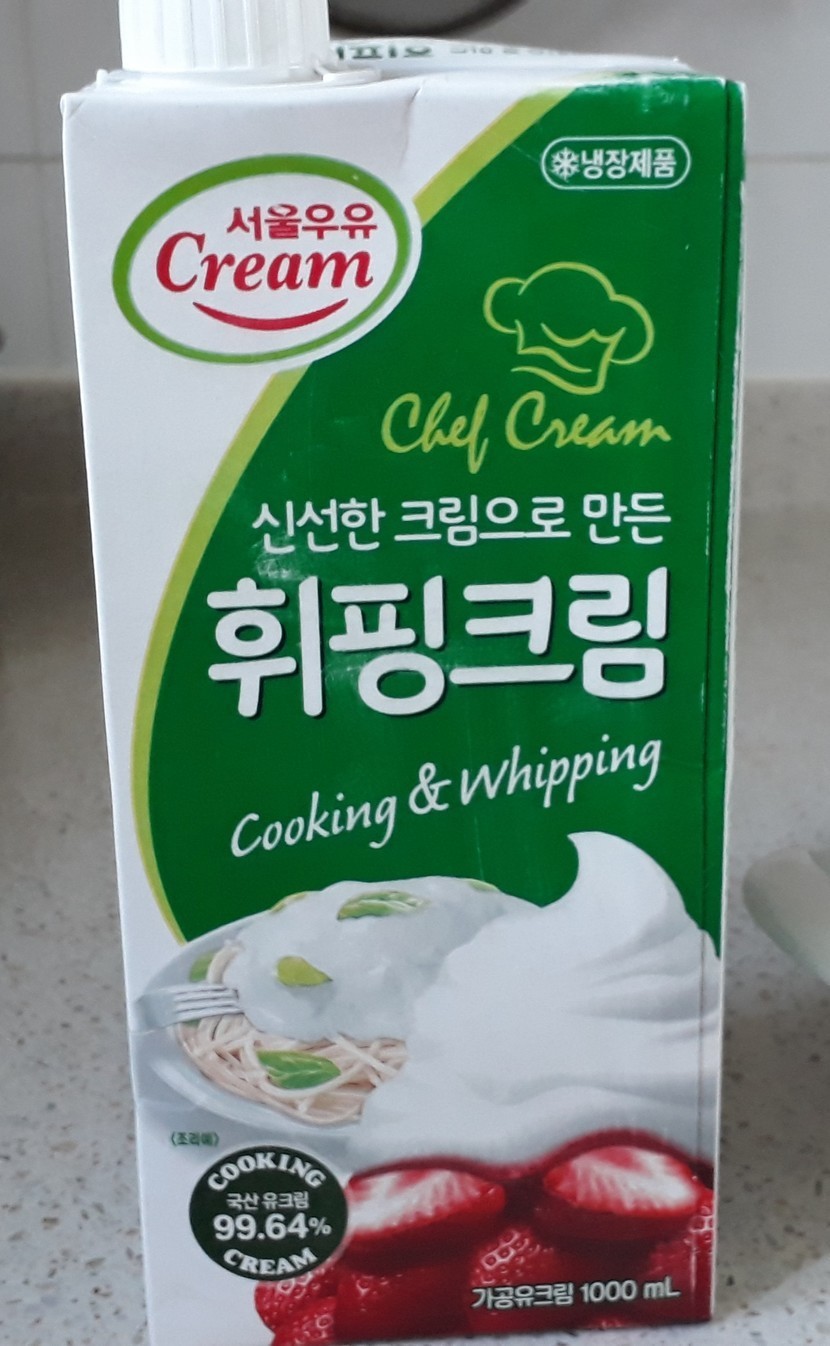 냉장제품
서울우유
Cream
Chef Cream
신선한 크림으로 만든
휘핑크림
Cooking & Whipping
<조리예>
COOKING
국산 유크림
99.64%
CREAM
가공유크림 1000 mL